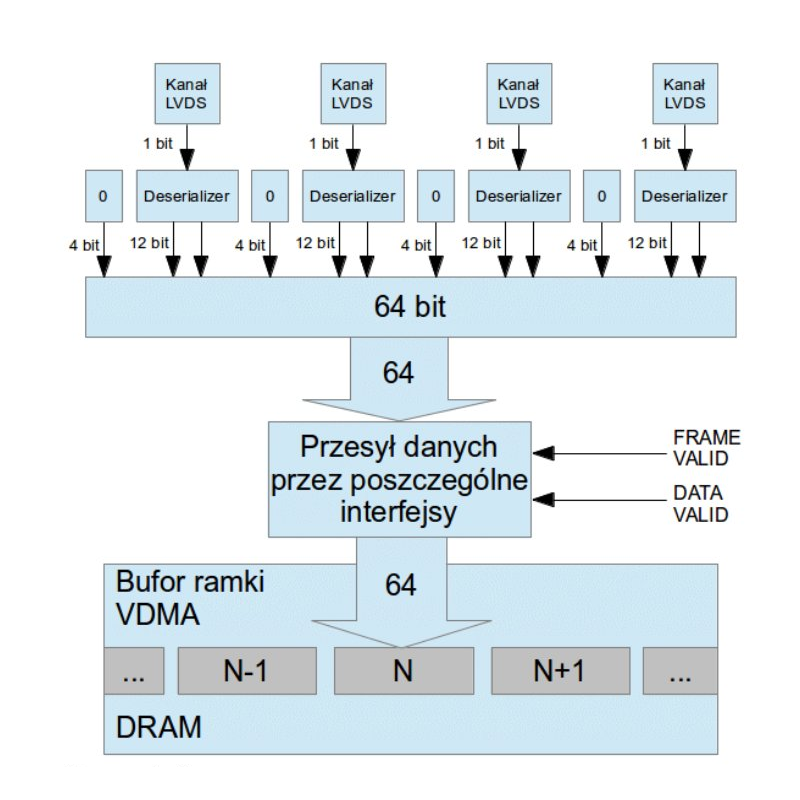 Kanał
LVDS
Kanał
LVDS
Kanał
LVDS
Kanał
LVDS
1 bit
1 bit
1 bit
1 bit
0
Deserializer
0
Deserializer
0
Deserializer
0
Deserializer
4 bit
12 bit
4 bit
12 bit
4 bit
12 bit
4 bit
12 bit
64 bit
64
Przesył danych
przez poszczególne
interfejsy
FRAME
VALID
DATA
VALID
Bufor ramki
VDMA
64
...
N-1
N
N+1
...
DRAM